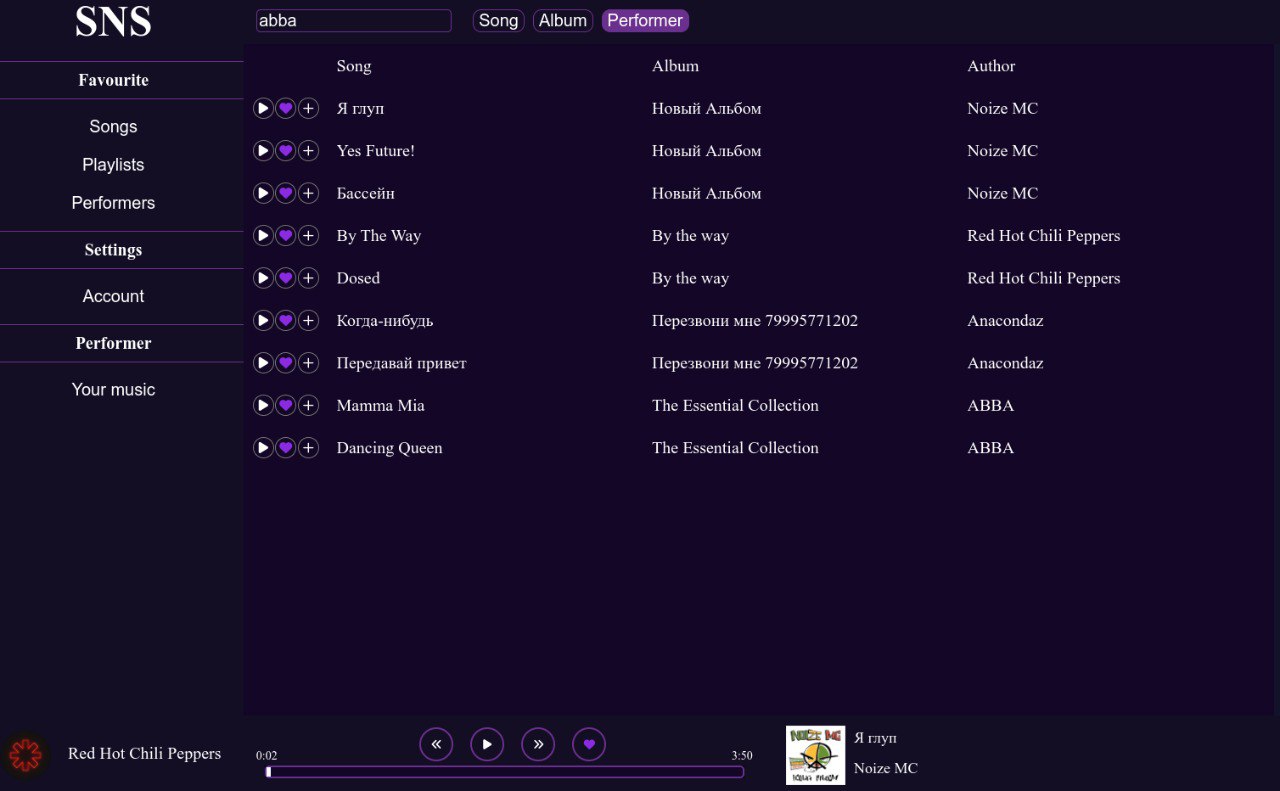 SNS
abba Song Album Performer
Favourite
Songs
Playlists
Performers
Settings
Account
Performer
Your music
Song Album Author
Я глуп Новый Альбом Noize MC
Yes Future! Новый Альбом Noize MC
Бассейн Новый Альбом Noize MC
By The Way By the way Red Hot Chili Peppers
Dosed By the way Red Hot Chili Peppers
Когда-нибудь Перезвони мне 79995771202 Anacondaz
Передавай привет Перезвони мне 79995771202 Anacondaz
Mamma Mia The Essential Collection ABBA
Dancing Queen The Essential Collection ABBA
Red Hot Chili Peppers
0:02 3:50
NOIZE MC
Я глуп
Noize MC